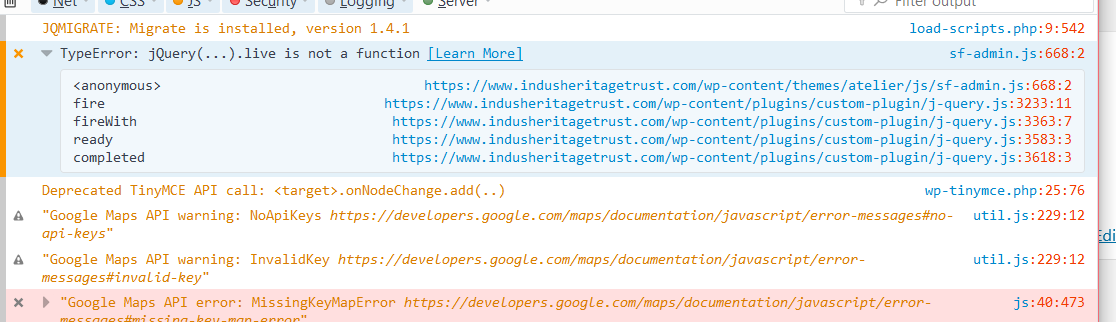 Net CSS JS Security Logging Server Filter output
JQMIGRATE: Migrate is installed, version 1.4.1 load-scripts.php:9:542
TypeError: jQuery(...).live is not a function [Learn More] sf-admin.js:668:2
<anonymous> https://www.indusheritagetrust.com/wp-content/themes/atelier/js/sf-admin.js:668:2
fire https://www.indusheritagetrust.com/wp-content/plugins/custom-plugin/j-query.js:3233:11
fireWith https://www.indusheritagetrust.com/wp-content/plugins/custom-plugin/j-query.js:3363:7
ready https://www.indusheritagetrust.com/wp-content/plugins/custom-plugin/j-query.js:3583:3
completed https://www.indusheritagetrust.com/wp-content/plugins/custom-plugin/j-query.js:3618:3
Deprecated TinyMCE API call: <target>.onNodeChange.add(..) wp-tinymce.php:25:76
"Google Maps API warning: NoApiKeys https://developers.google.com/maps/documentation/javascript/error-messages#no- util.js:229:12
api-keys"
Edi
"Google Maps API warning: InvalidKey https://developers.google.com/maps/documentation/javascript/error- util.js:229:12
messages#invalid-key"
"Google Maps API error: MissingKeyMapError https://developers.google.com/maps/documentation/javascript/error- js:40:473
messages#missing-key-map-error"